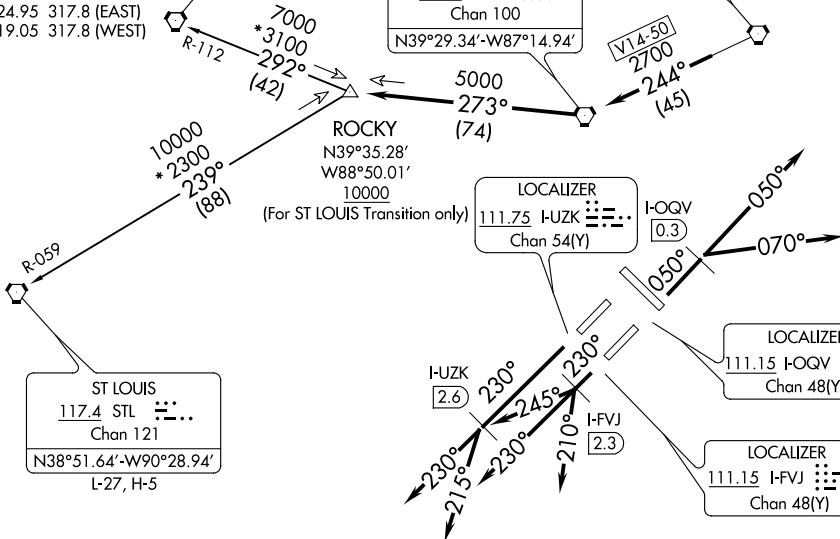 24.95 317.8 (EAST)
19.05 317.8 (WEST)
R-112
7000
*3100
292°
(42)
Chan 100
N39°29.34'-W87°14.94'
V14-50
2700
244°
(45)
5000
273°
(74)
ROCKY
N39°35.28'
W88°50.01'
10000
(For ST LOUIS Transition only)
10000
*2300
239°
(88)
R-059
ST LOUIS
117.4 STL
Chan 121
N38°51.64'-W90°28.94'
L-27, H-5
LOCALIZER
111.75 I-UZK
Chan 54(Y)
I-OQV
0.3
050°
050°
070°
LOCALIZER
111.15 I-OQV
Chan 48(Y)
I-UZK
2.6
230°
230°
245°
I-FVJ
2.3
230°
215°
230°
210°
LOCALIZER
111.15 I-FVJ
Chan 48(Y)